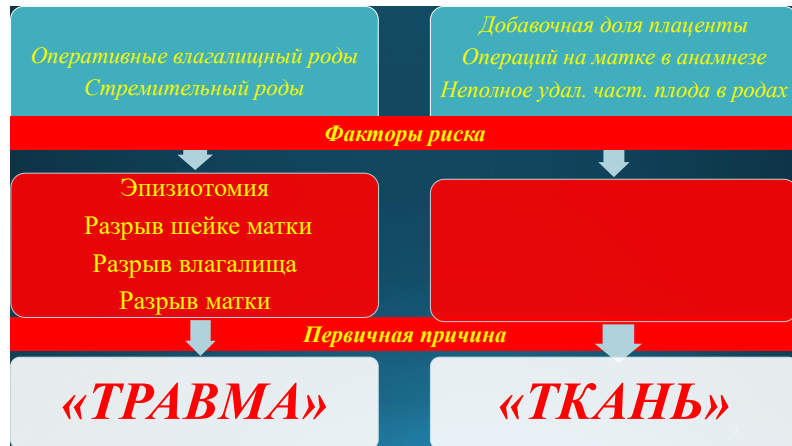 Оперативные влагалищный роды
Стремительный роды
Добавочная доля плаценты
Операций на матке в анамнезе
Неполное удал. част. плода в родах
Факторы риска
Эпизиотомия
Разрыв шейке матки
Разрыв влагалища
Разрыв матки
Первичная причина
«ТРАВМА»
«ТКАНЬ»